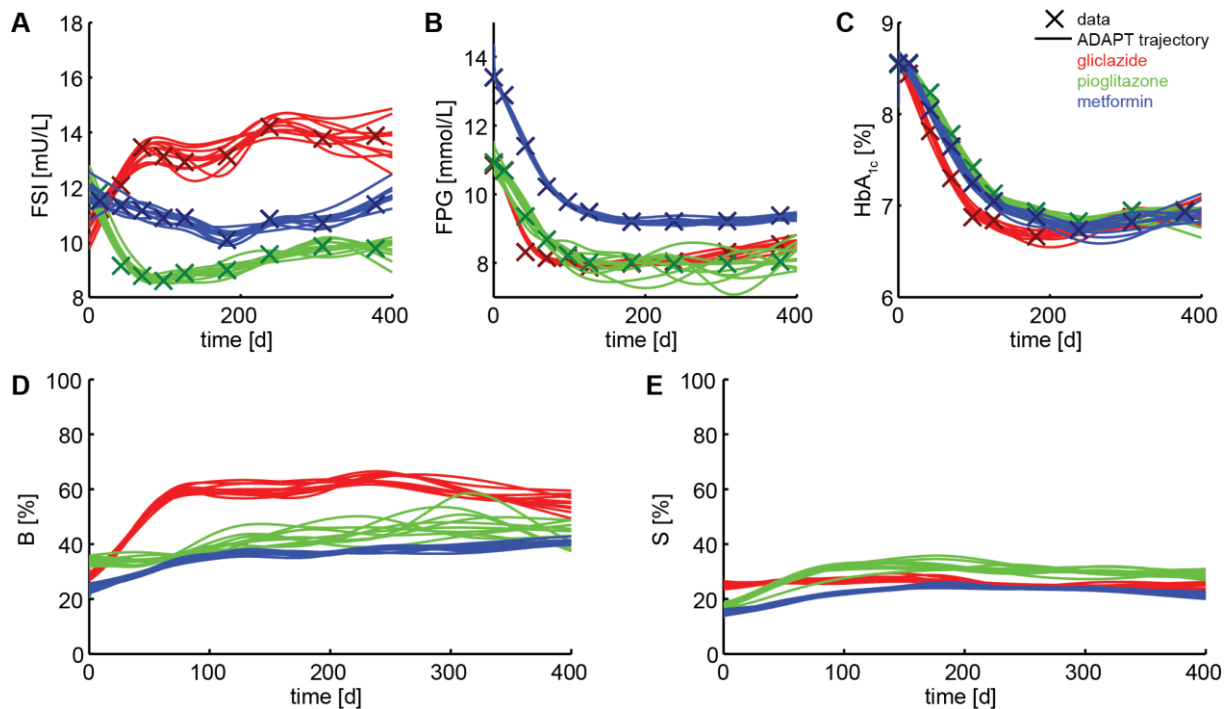 A
FSI [mU/L]
18
16
14
12
10
8
0
200
400
time [d]
B
FPG [mmol/L]
14
12
10
8
0
200
400
time [d]
C
HbA1c [%]
9
8
7
6
0
200
400
time [d]
data
ADAPT trajectory
gliclazide
pioglitazone
metformin
D
B [%]
100
80
60
40
20
0
0
100
200
300
400
time [d]
E
S [%]
100
80
60
40
20
0
0
100
200
300
400
time [d]